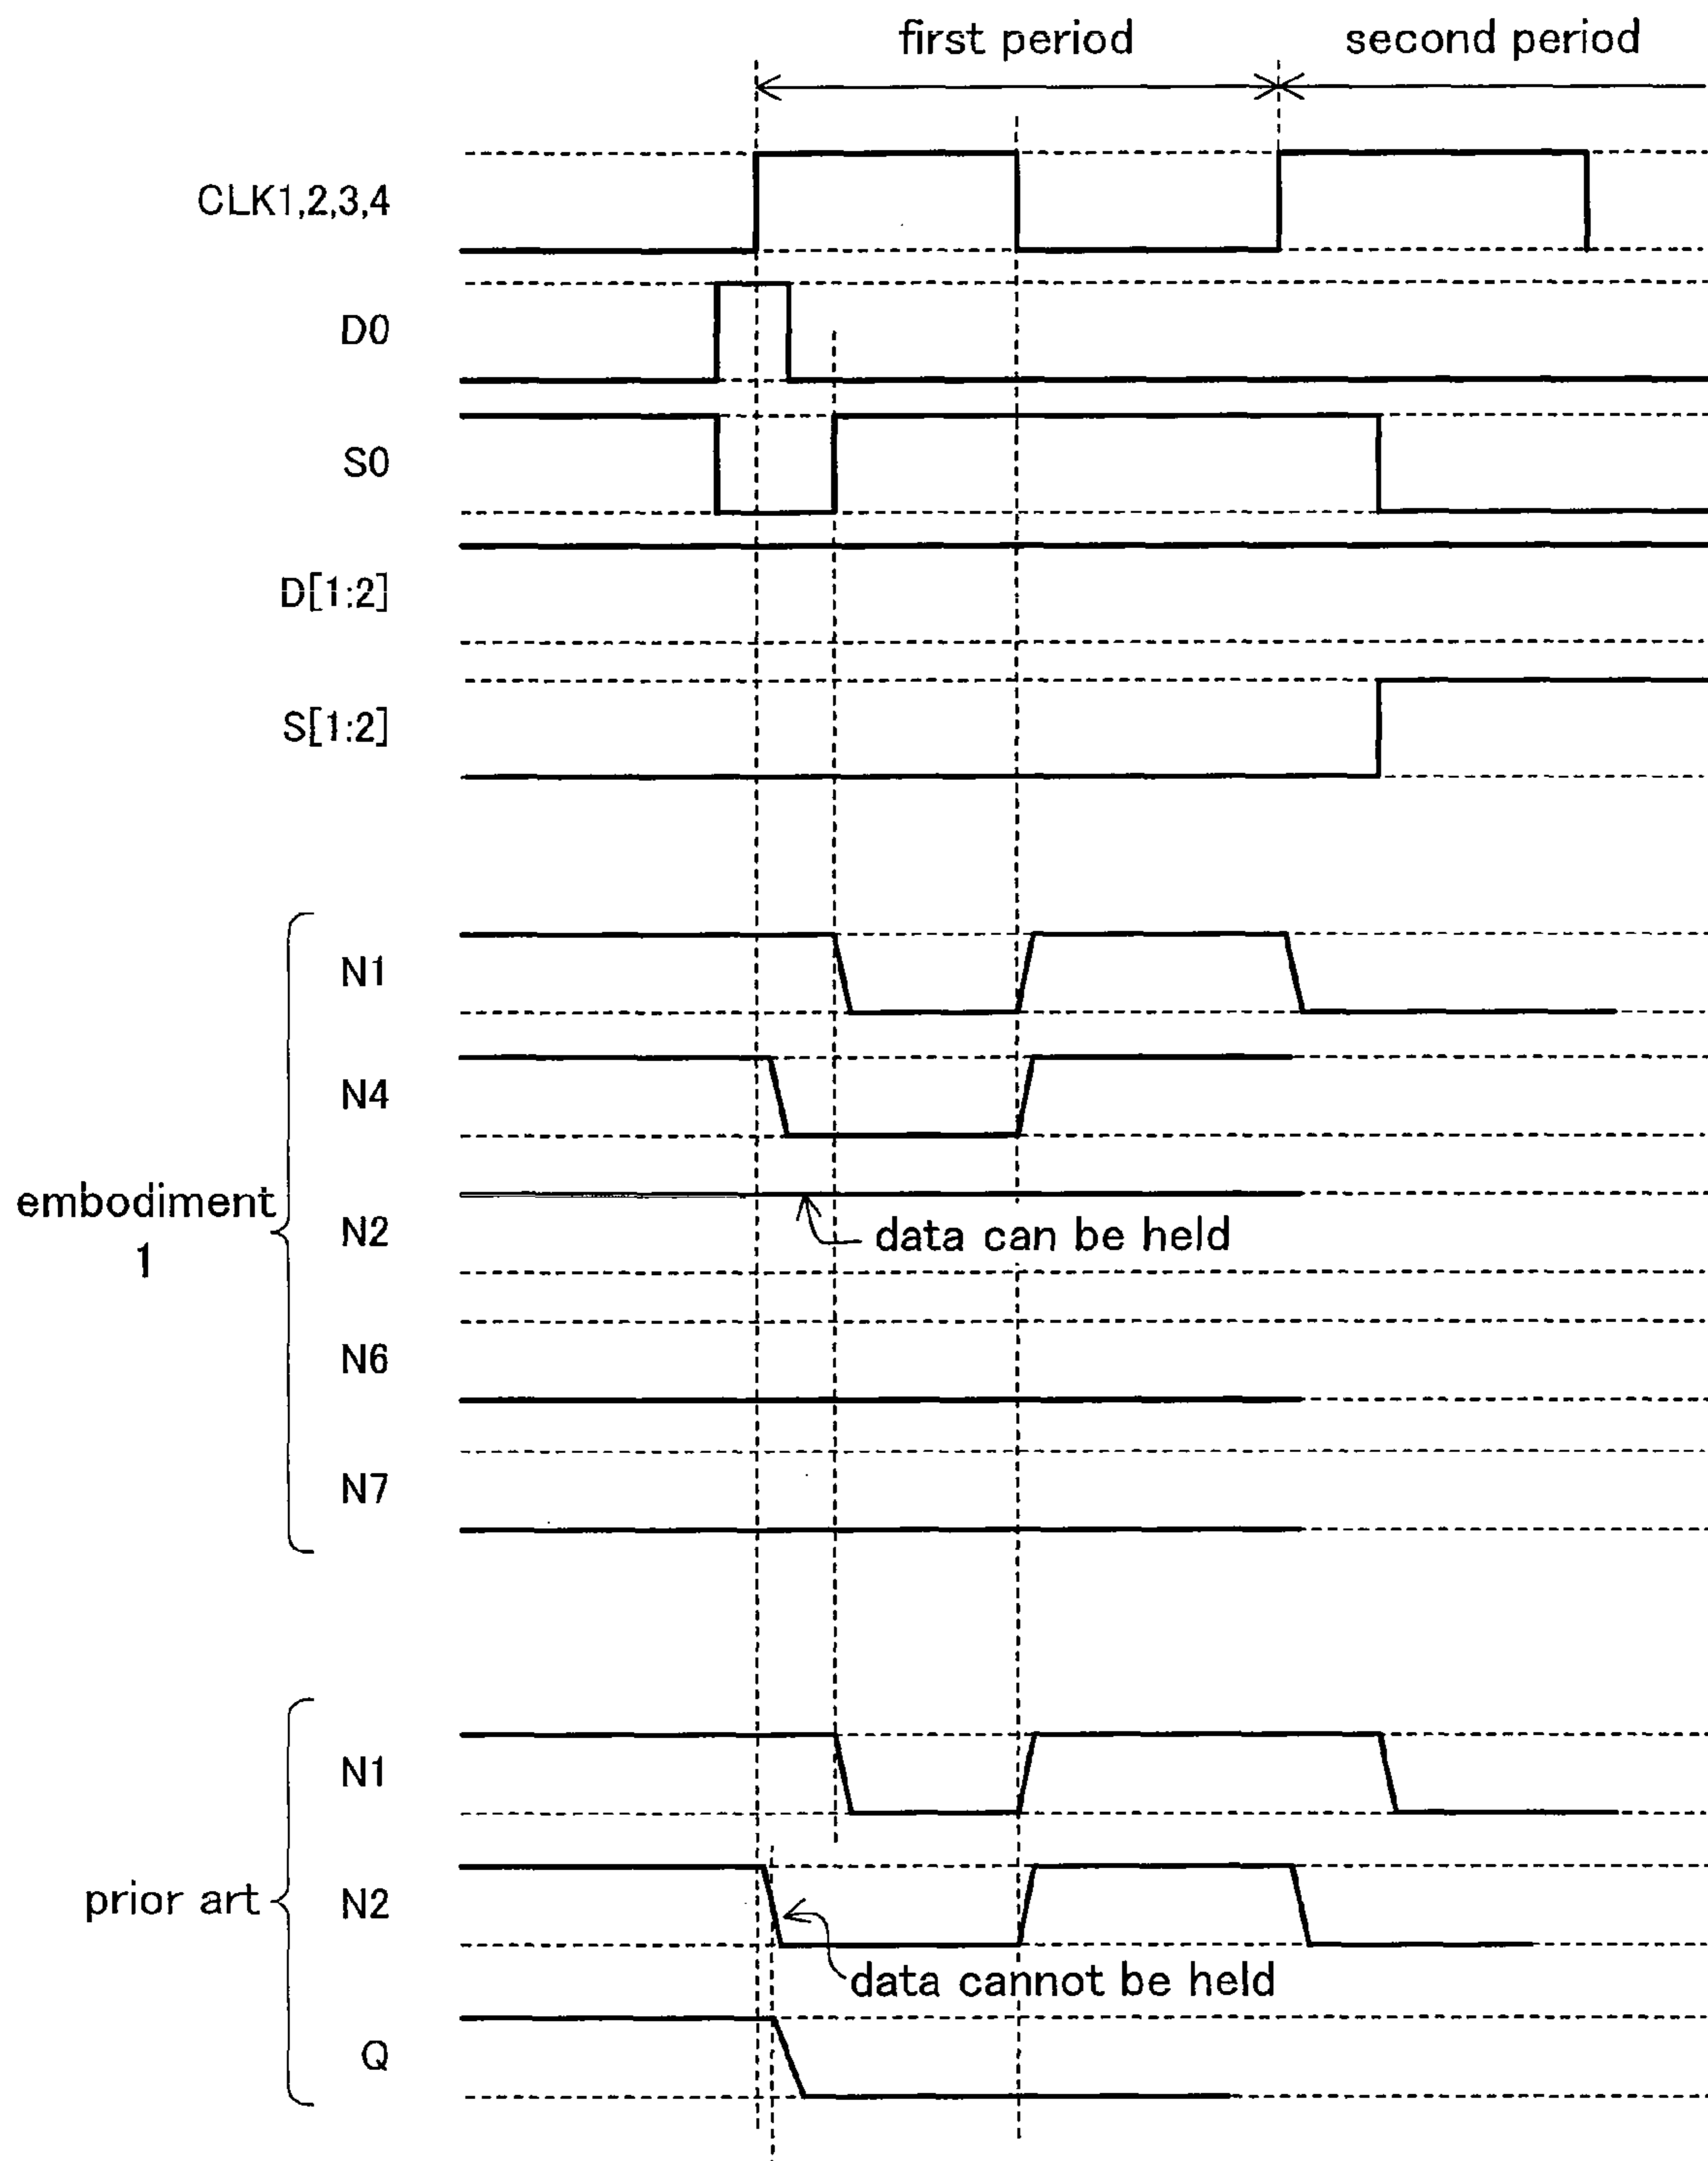 first period
second period
CLK1,2,3,4
D0
S0
D[1:2]
S[1:2]
embodiment
1
N1
N4
N2
data can be held
N6
N7
prior art
N1
N2
data cannot be held
Q